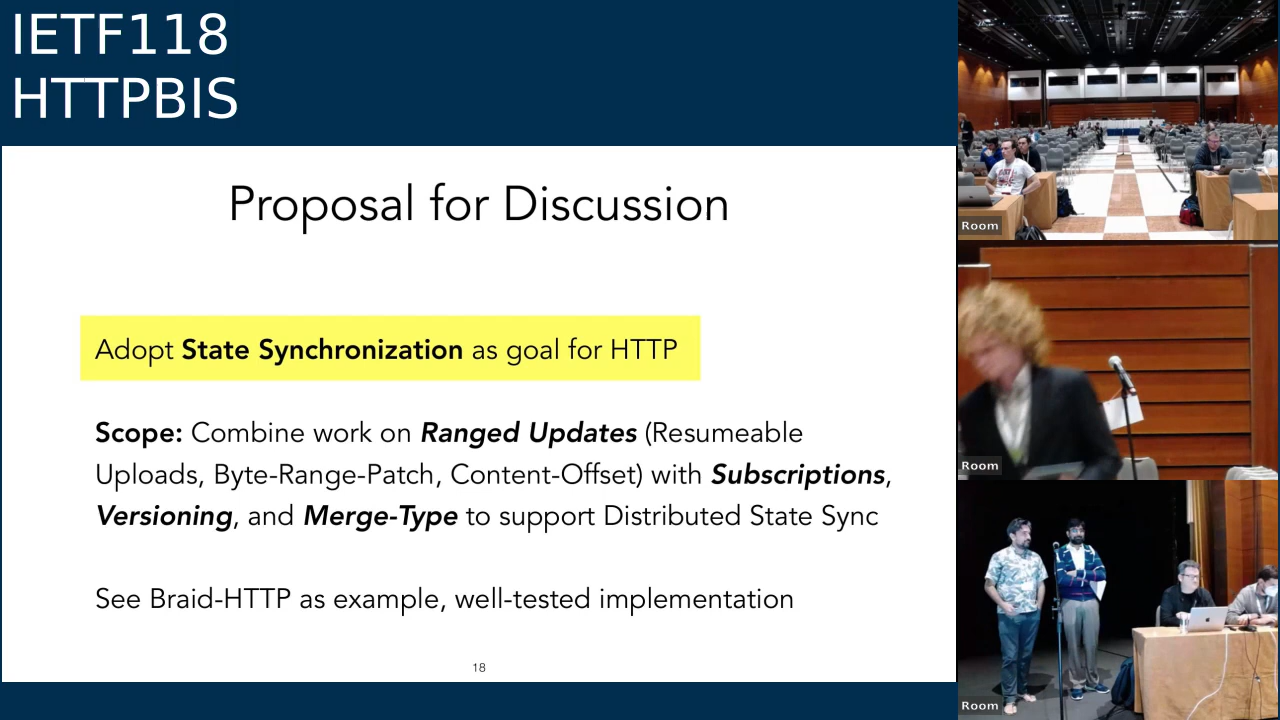 IETF118
HTTPBIS
Proposal for Discussion
Adopt State Synchronization as goal for HTTP
Scope: Combine work on Ranged Updates (Resumeable
Uploads, Byte-Range-Patch, Content-Offset) with Subscriptions,
Versioning, and Merge-Type to support Distributed State Sync
See Braid-HTTP as example, well-tested implementation
18
Room
Room
Room